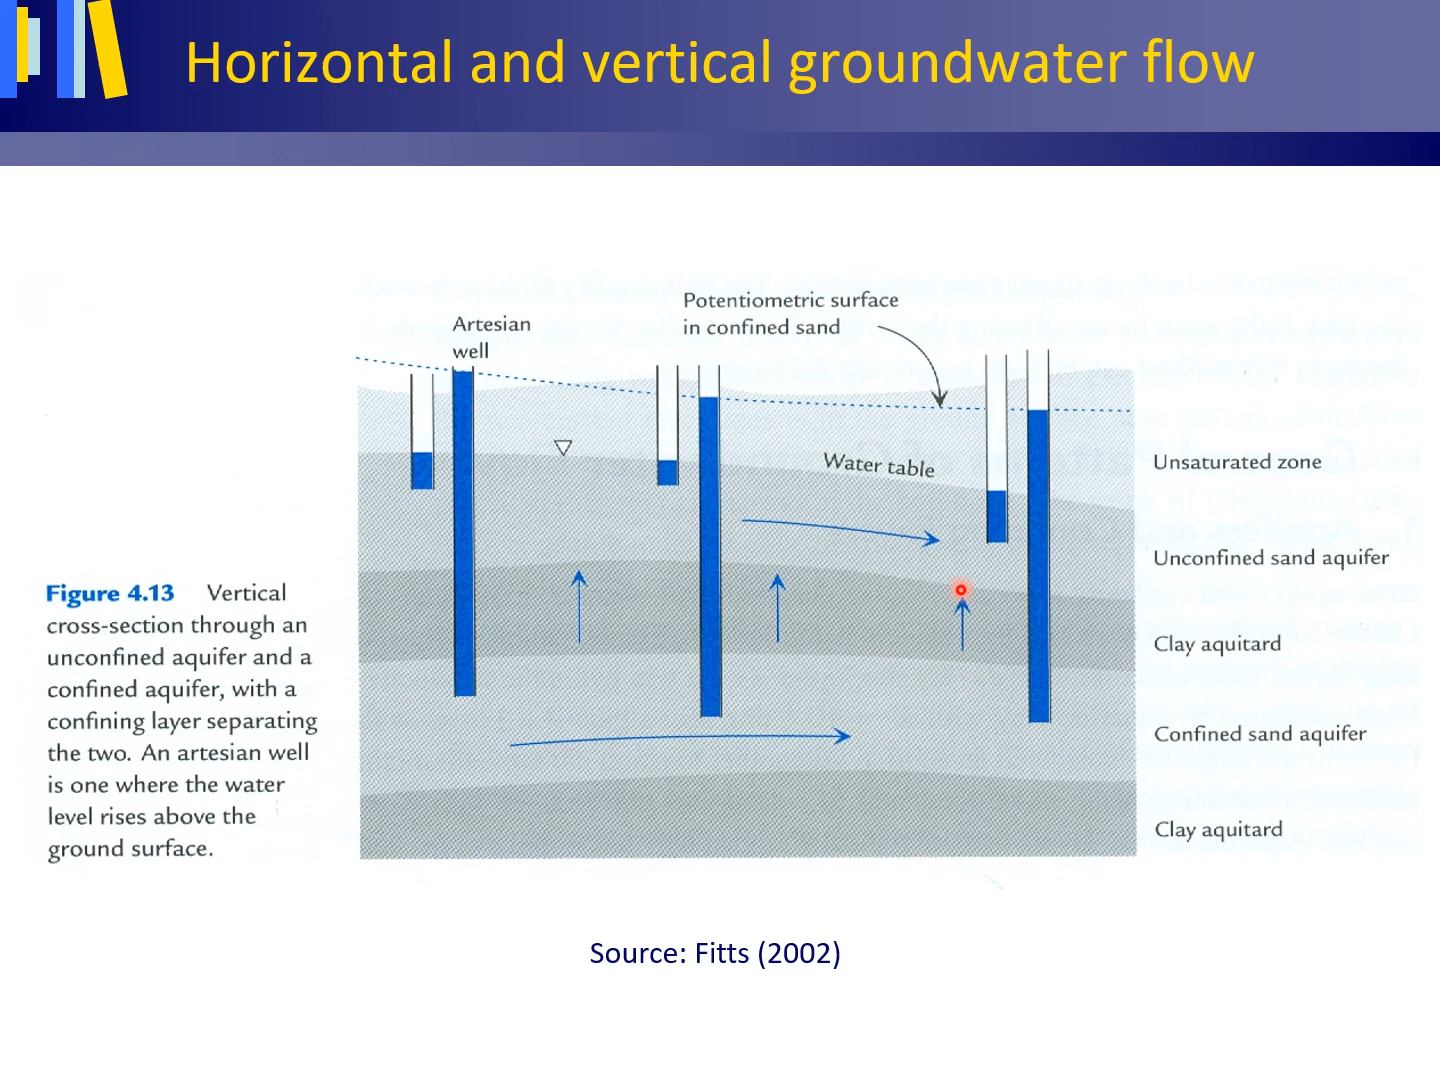 Horizontal and vertical groundwater flow
Potentiometric surface
in confined sand
Artesian
well
Water table
Unsaturated zone
Unconfined sand aquifer
Clay aquitard
Confined sand aquifer
Clay aquitard
Figure 4.13 Vertical
cross-section through an
unconfined aquifer and a
confined aquifer, with a
confining layer separating
the two. An artesian well
is one where the water
level rises above the
ground surface.
Source: Fitts (2002)